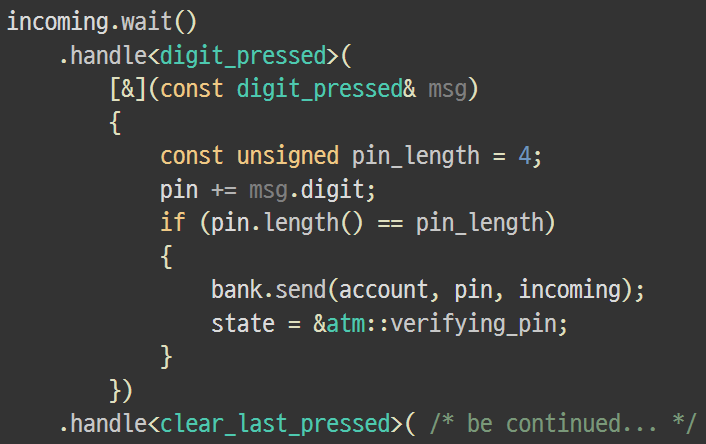 incoming.wait()
    .handle<digit_pressed>(
        [&](const digit_pressed& msg)
        {
            const unsigned pin_length = 4;
            pin += msg.digit;
            if (pin.length() == pin_length)
            {
                bank.send(account, pin, incoming);
                state = &atm::verifying_pin;
            }
        })
    .handle<clear_last_pressed>( /* be continued... */